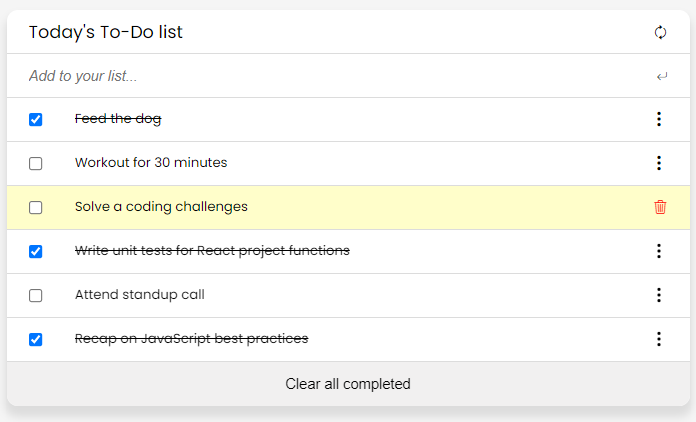 Today's To-Do list
Add to your list...
Feed the dog
Workout for 30 minutes
Solve a coding challenges
Write unit tests for React project functions
Attend standup call
Recap on JavaScript best practices
Clear all completed